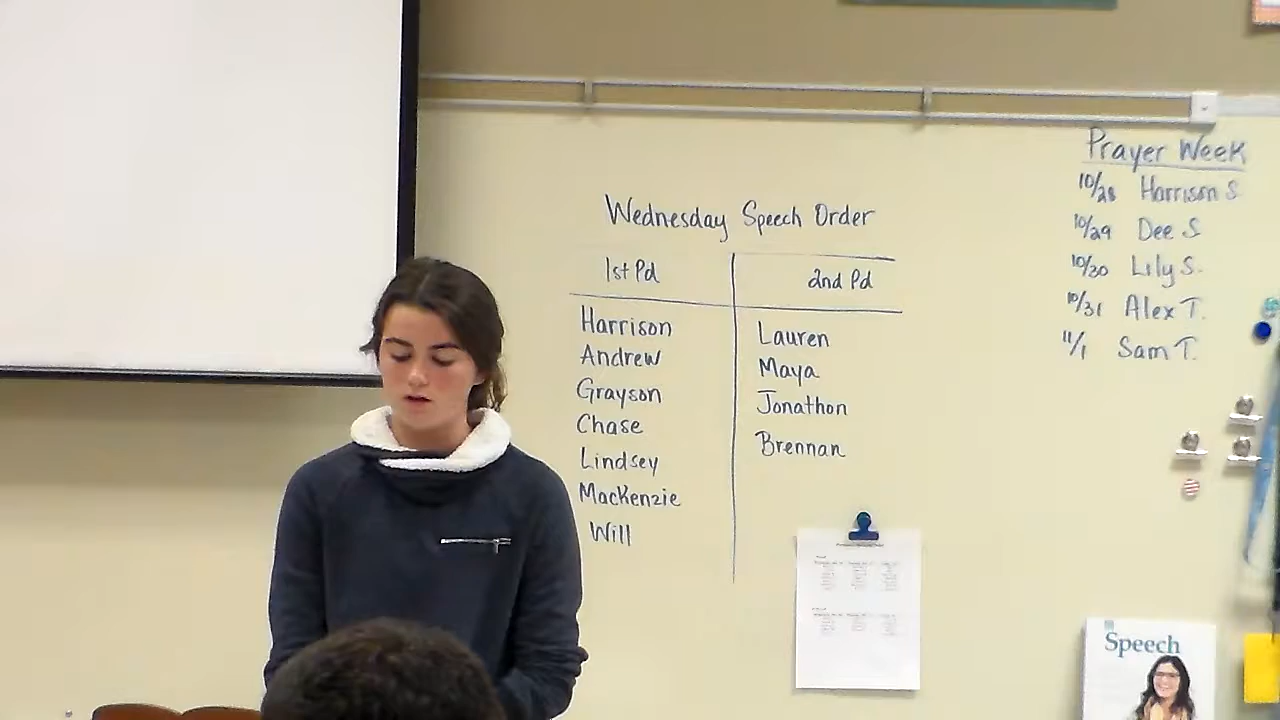 Prayer Week
10/28 Harrison S.
10/29 Dee S.
10/30 Lily S.
10/31 Alex T.
11/1 Sam T.
Wednesday Speech Order
1st Pd
Harrison
Andrew
Grayson
Chase
Lindsey
MacKenzie
Will
2nd Pd
Lauren
Maya
Jonathon
Brennan
Speech